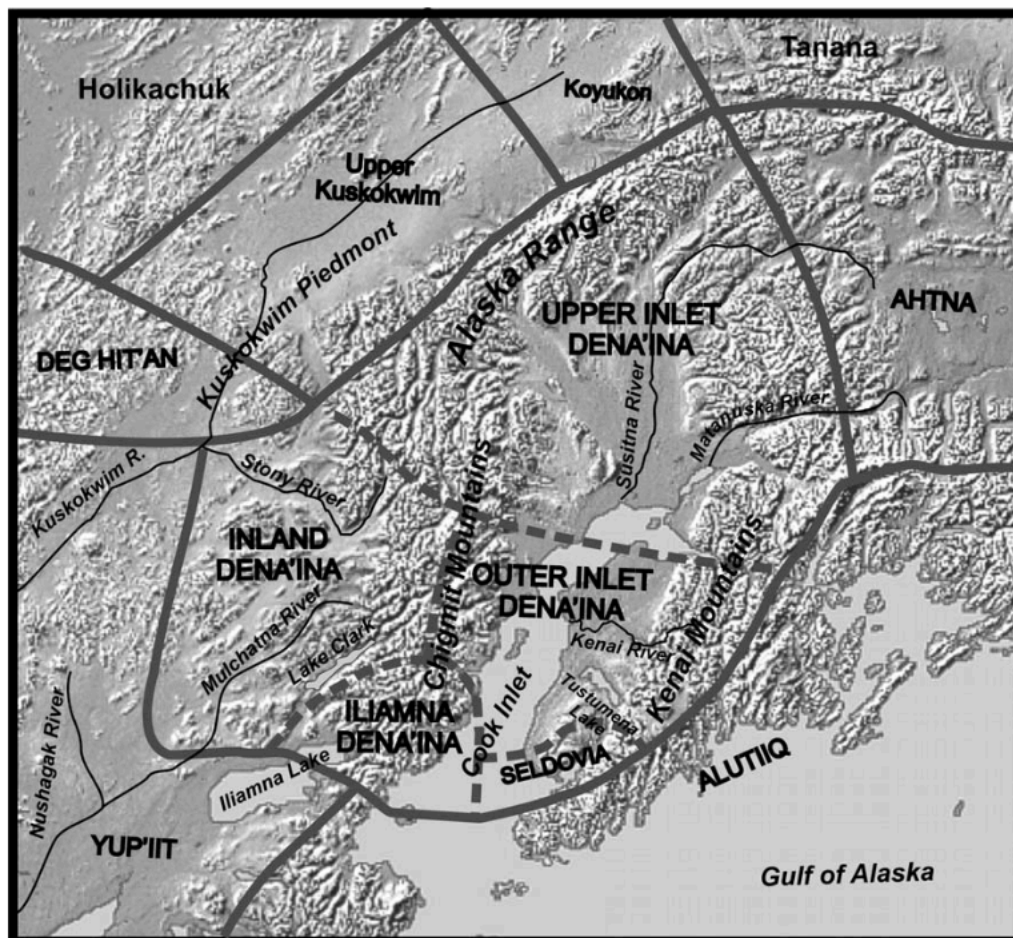 Tanana
Holikachuk
Koyukon
Upper
Kuskokwim
Kuskokwim Piedmont
Alaska Range
UPPER INLET
DENA'INA
AHTNA
DEG HIT'AN
Susitna River
Matanuska River
Kuskokwim R.
Stony River
INLAND
DENA'INA
Chigmit Mountains
OUTER INLET
DENA'INA
Kenai Mountains
Mulchatna River
Lake Clark
Kenai River
Nushagak River
Tustumena
Lake
ILIAMNA
DENA'INA
Cook Inlet
SELDOVIA
Iliamna Lake
ALUTIIQ
YUP'IIT
Gulf of Alaska